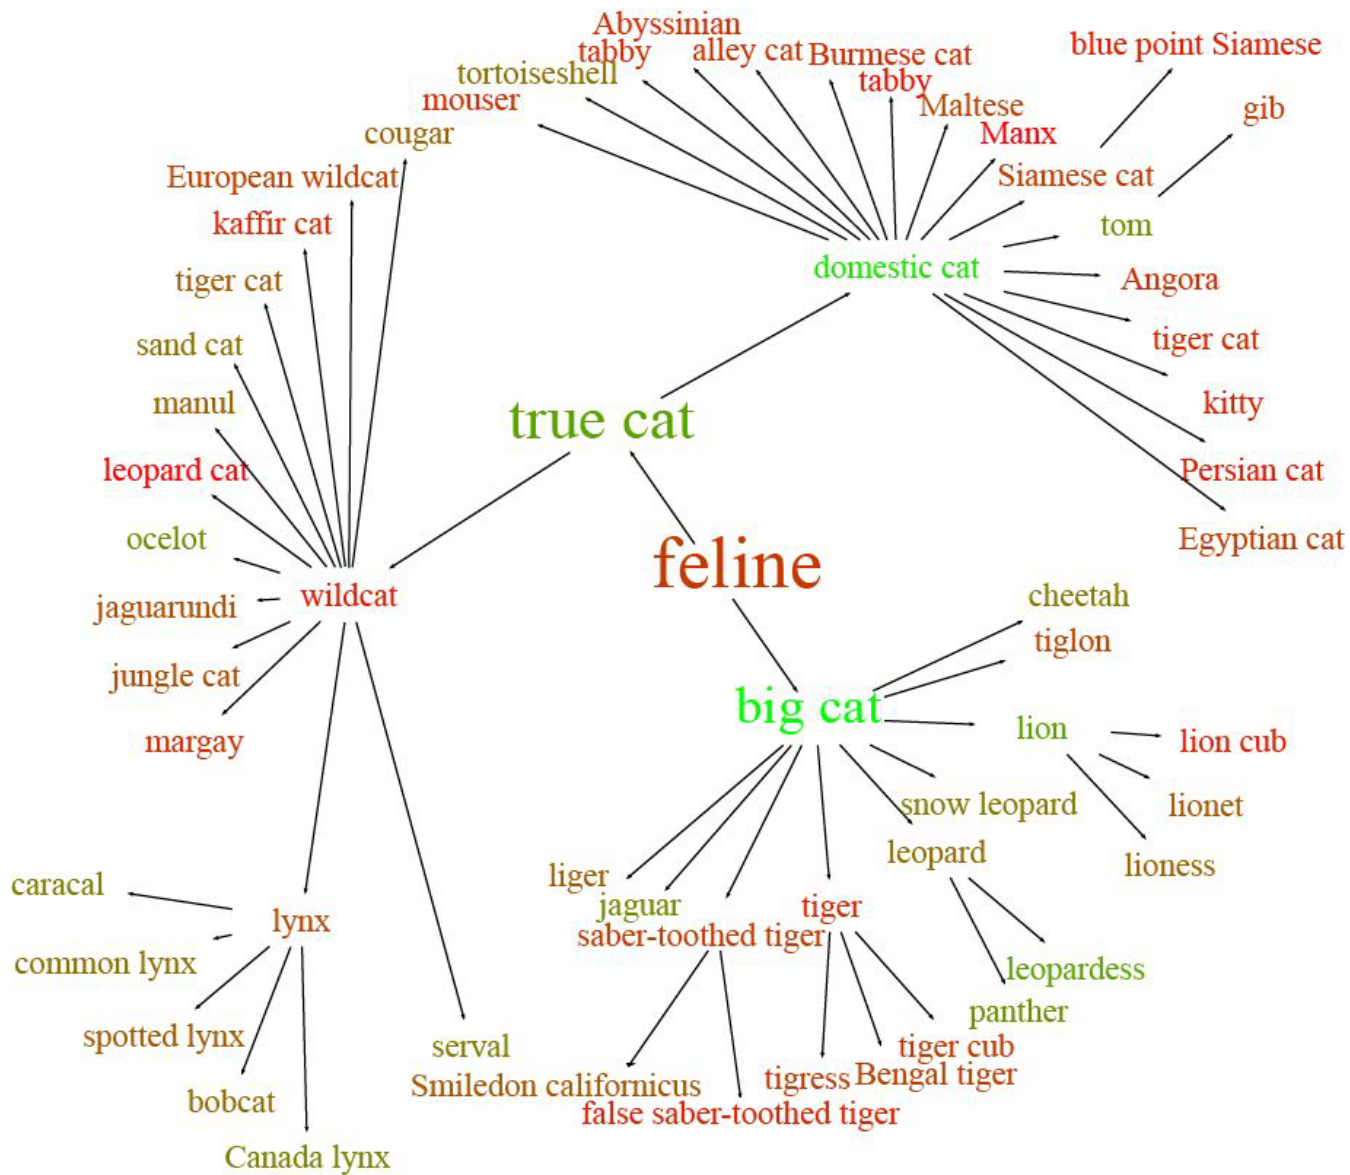 Abyssinian
tabby
alley cat
Burmese cat
blue point Siamese
tortoiseshell
tabby
mouser
Maltese
gib
cougar
Manx
European wildcat
Siamese cat
kaffir cat
tom
domestic cat
tiger cat
Angora
sand cat
tiger cat
manul
true cat
kitty
leopard cat
Persian cat
ocelot
Egyptian cat
feline
wildcat
cheetah
jaguarundi
tiglon
jungle cat
big cat
margay
lion
lion cub
snow leopard
lionet
leopard
lioness
liger
caracal
jaguar
tiger
lynx
saber-toothed tiger
common lynx
leopardess
panther
spotted lynx
serval
tiger cub
Smiledon californicus
tigress
Bengal tiger
bobcat
false saber-toothed tiger
Canada lynx